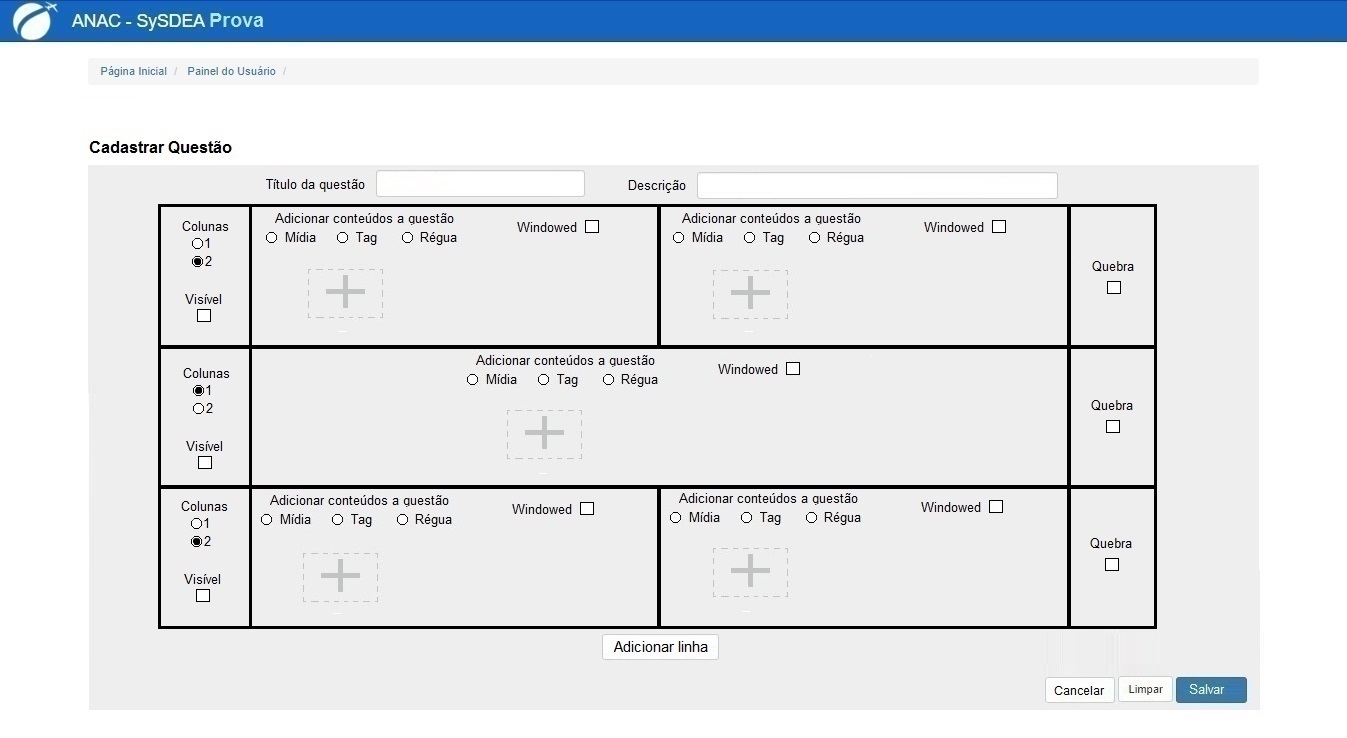 ANAC - SySDEA Prova
Página Inicial / Painel do Usuário /
Cadastrar Questão
Título da questão Descrição
Colunas
1
2
Visível
Adicionar conteúdos a questão
Windowed
Mídia Tag Régua
Adicionar conteúdos a questão
Windowed
Mídia Tag Régua
Quebra
Colunas
1
2
Visível
Adicionar conteúdos a questão
Windowed
Mídia Tag Régua
Quebra
Colunas
1
2
Visível
Adicionar conteúdos a questão
Windowed
Mídia Tag Régua
Adicionar conteúdos a questão
Windowed
Mídia Tag Régua
Quebra
Adicionar linha
Cancelar Limpar Salvar